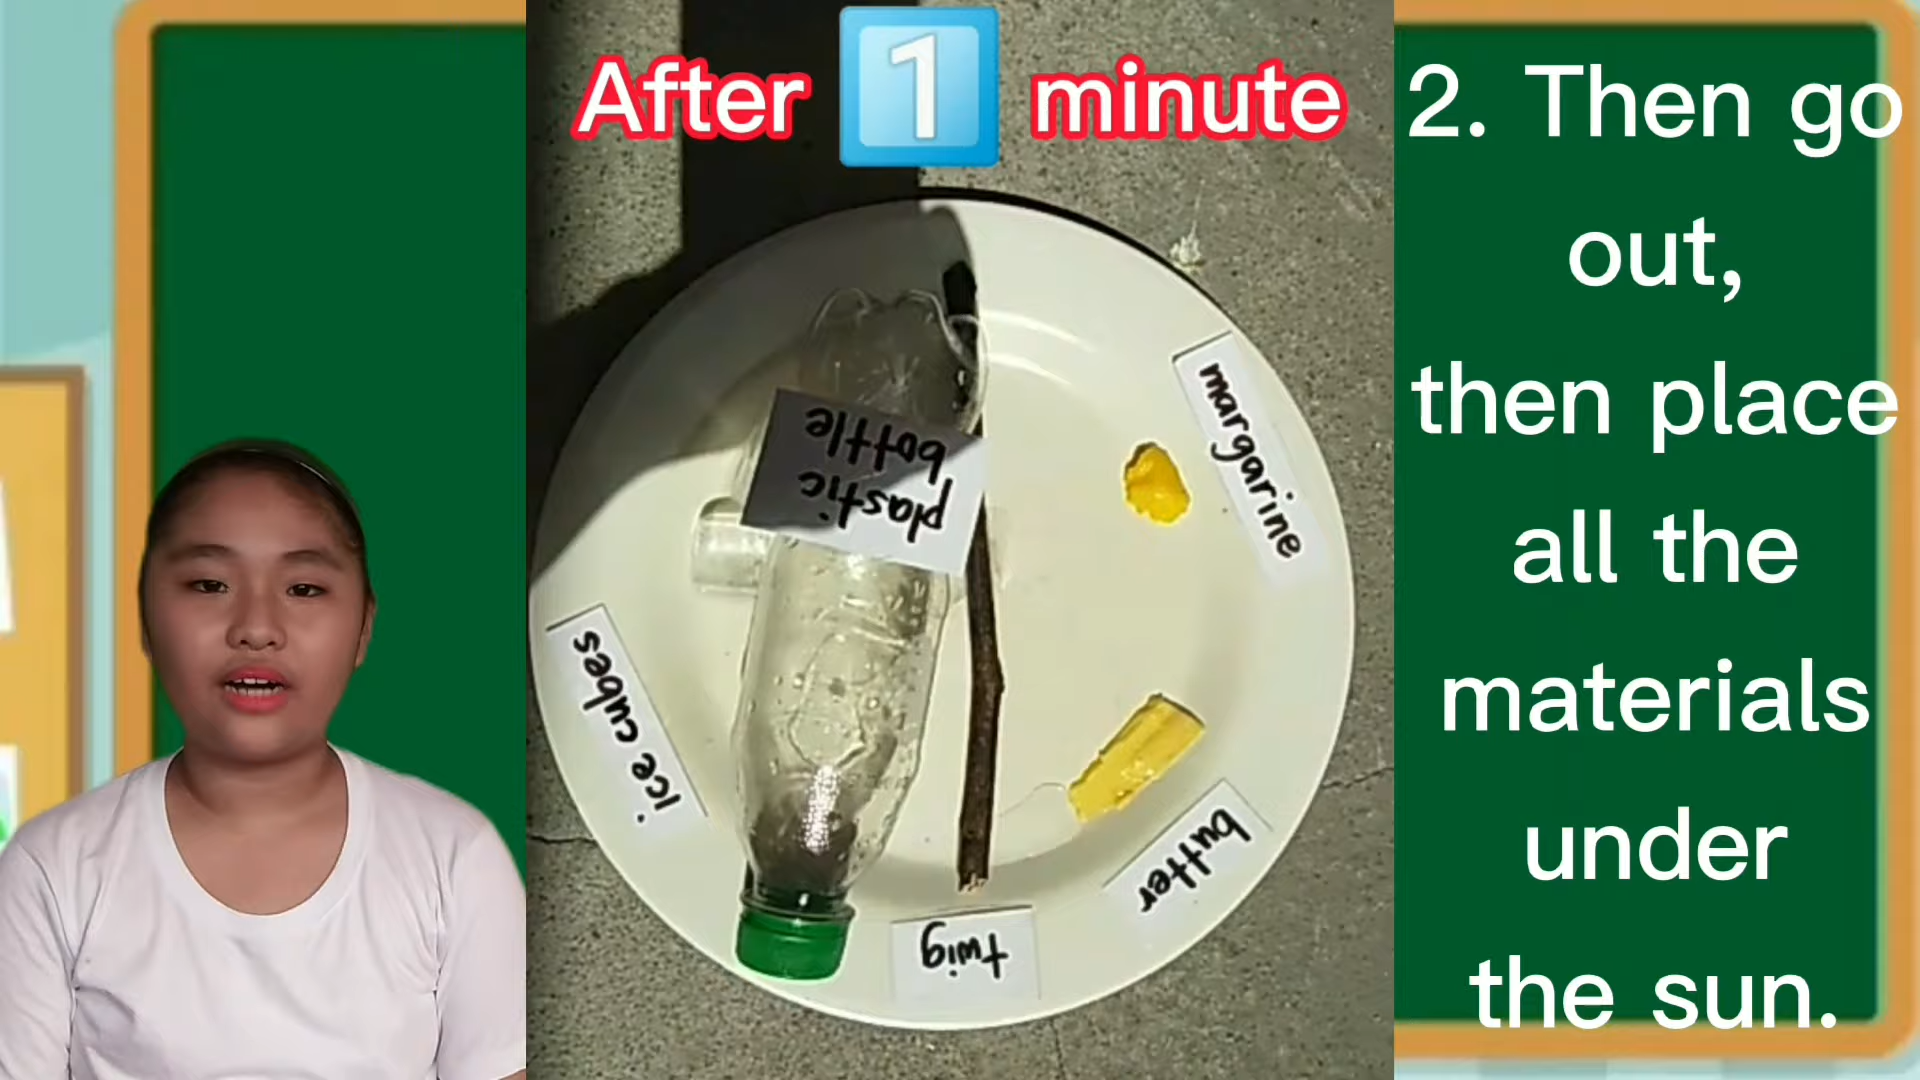 After 1 minute
margarine
plastic
bottle
ice cubes
butter
twig
2. Then go
out,
then place
all the
materials
under
the sun.